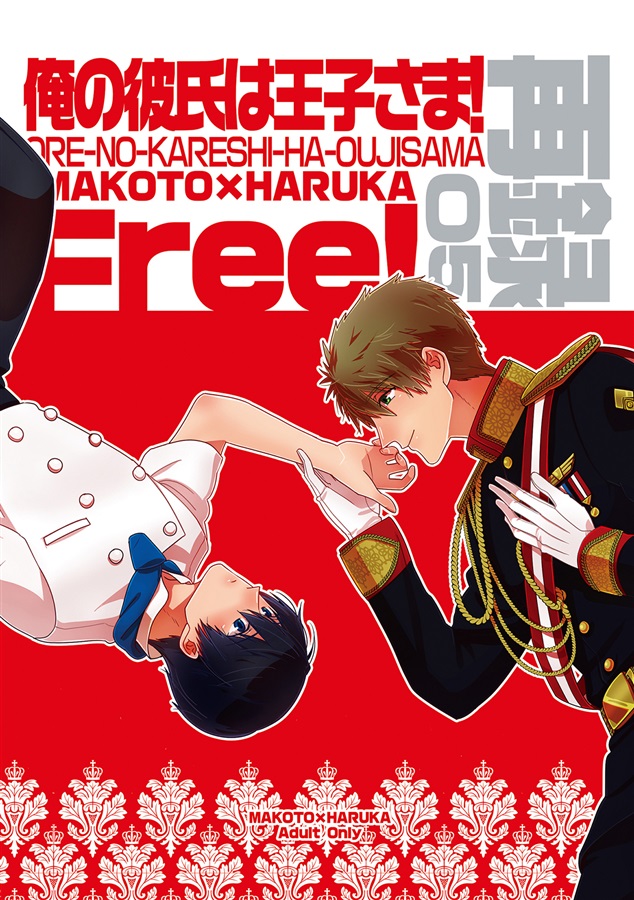 俺の彼氏は王子さま!
ORE-NO-KARESHI-HA-OUJISAMA
MAKOTO×HARUKA
Free!
再録
05
MAKOTO×HARUKA
Adult Only